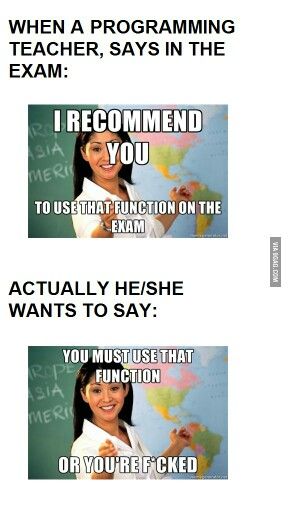 WHEN A PROGRAMMING
TEACHER, SAYS IN THE
EXAM:
I RECOMMEND
YOU
TO USE THAT FUNCTION ON THE
EXAM
ACTUALLY HE/SHE
WANTS TO SAY:
YOU MUST USE THAT
FUNCTION
OR YOU'RE F*CKED
VIA 9GAG.COM